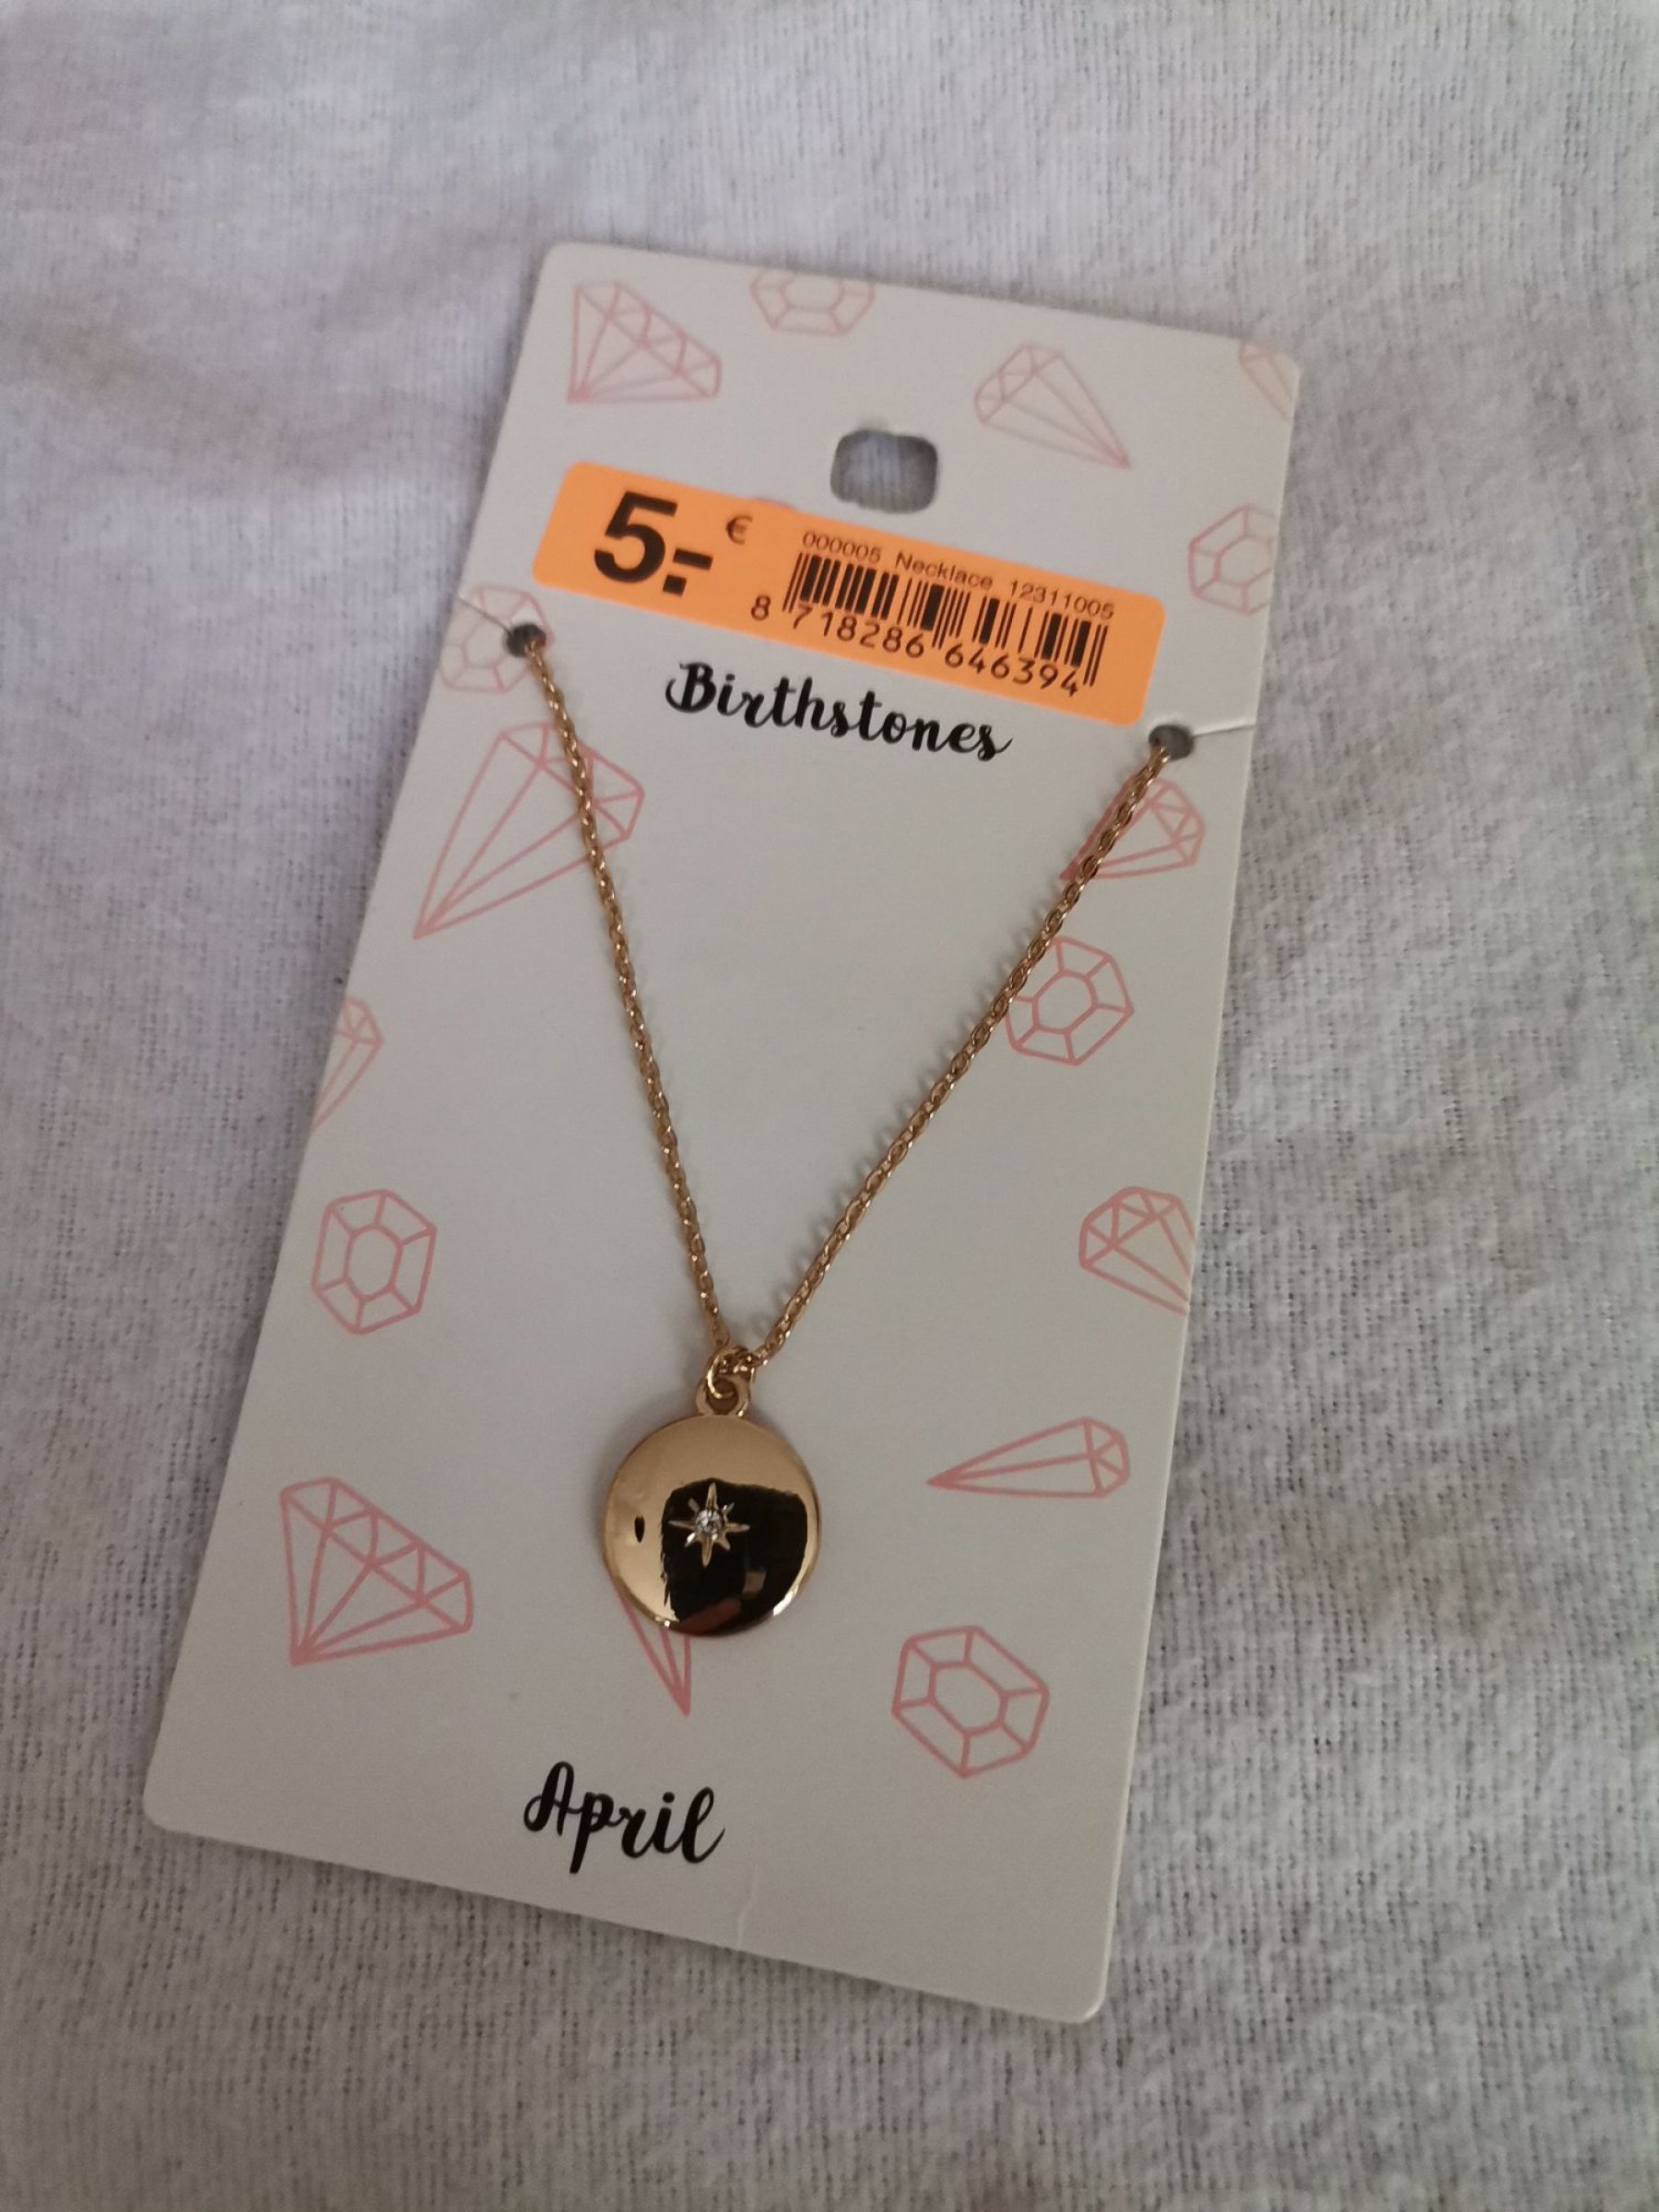 5.- €
000005 Necklace 12311005
8 718286 646394
Birthstones
April